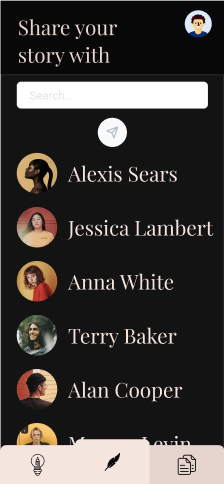 Share your
story with
Search...
Alexis Sears
Jessica Lambert
Anna White
Terry Baker
Alan Cooper